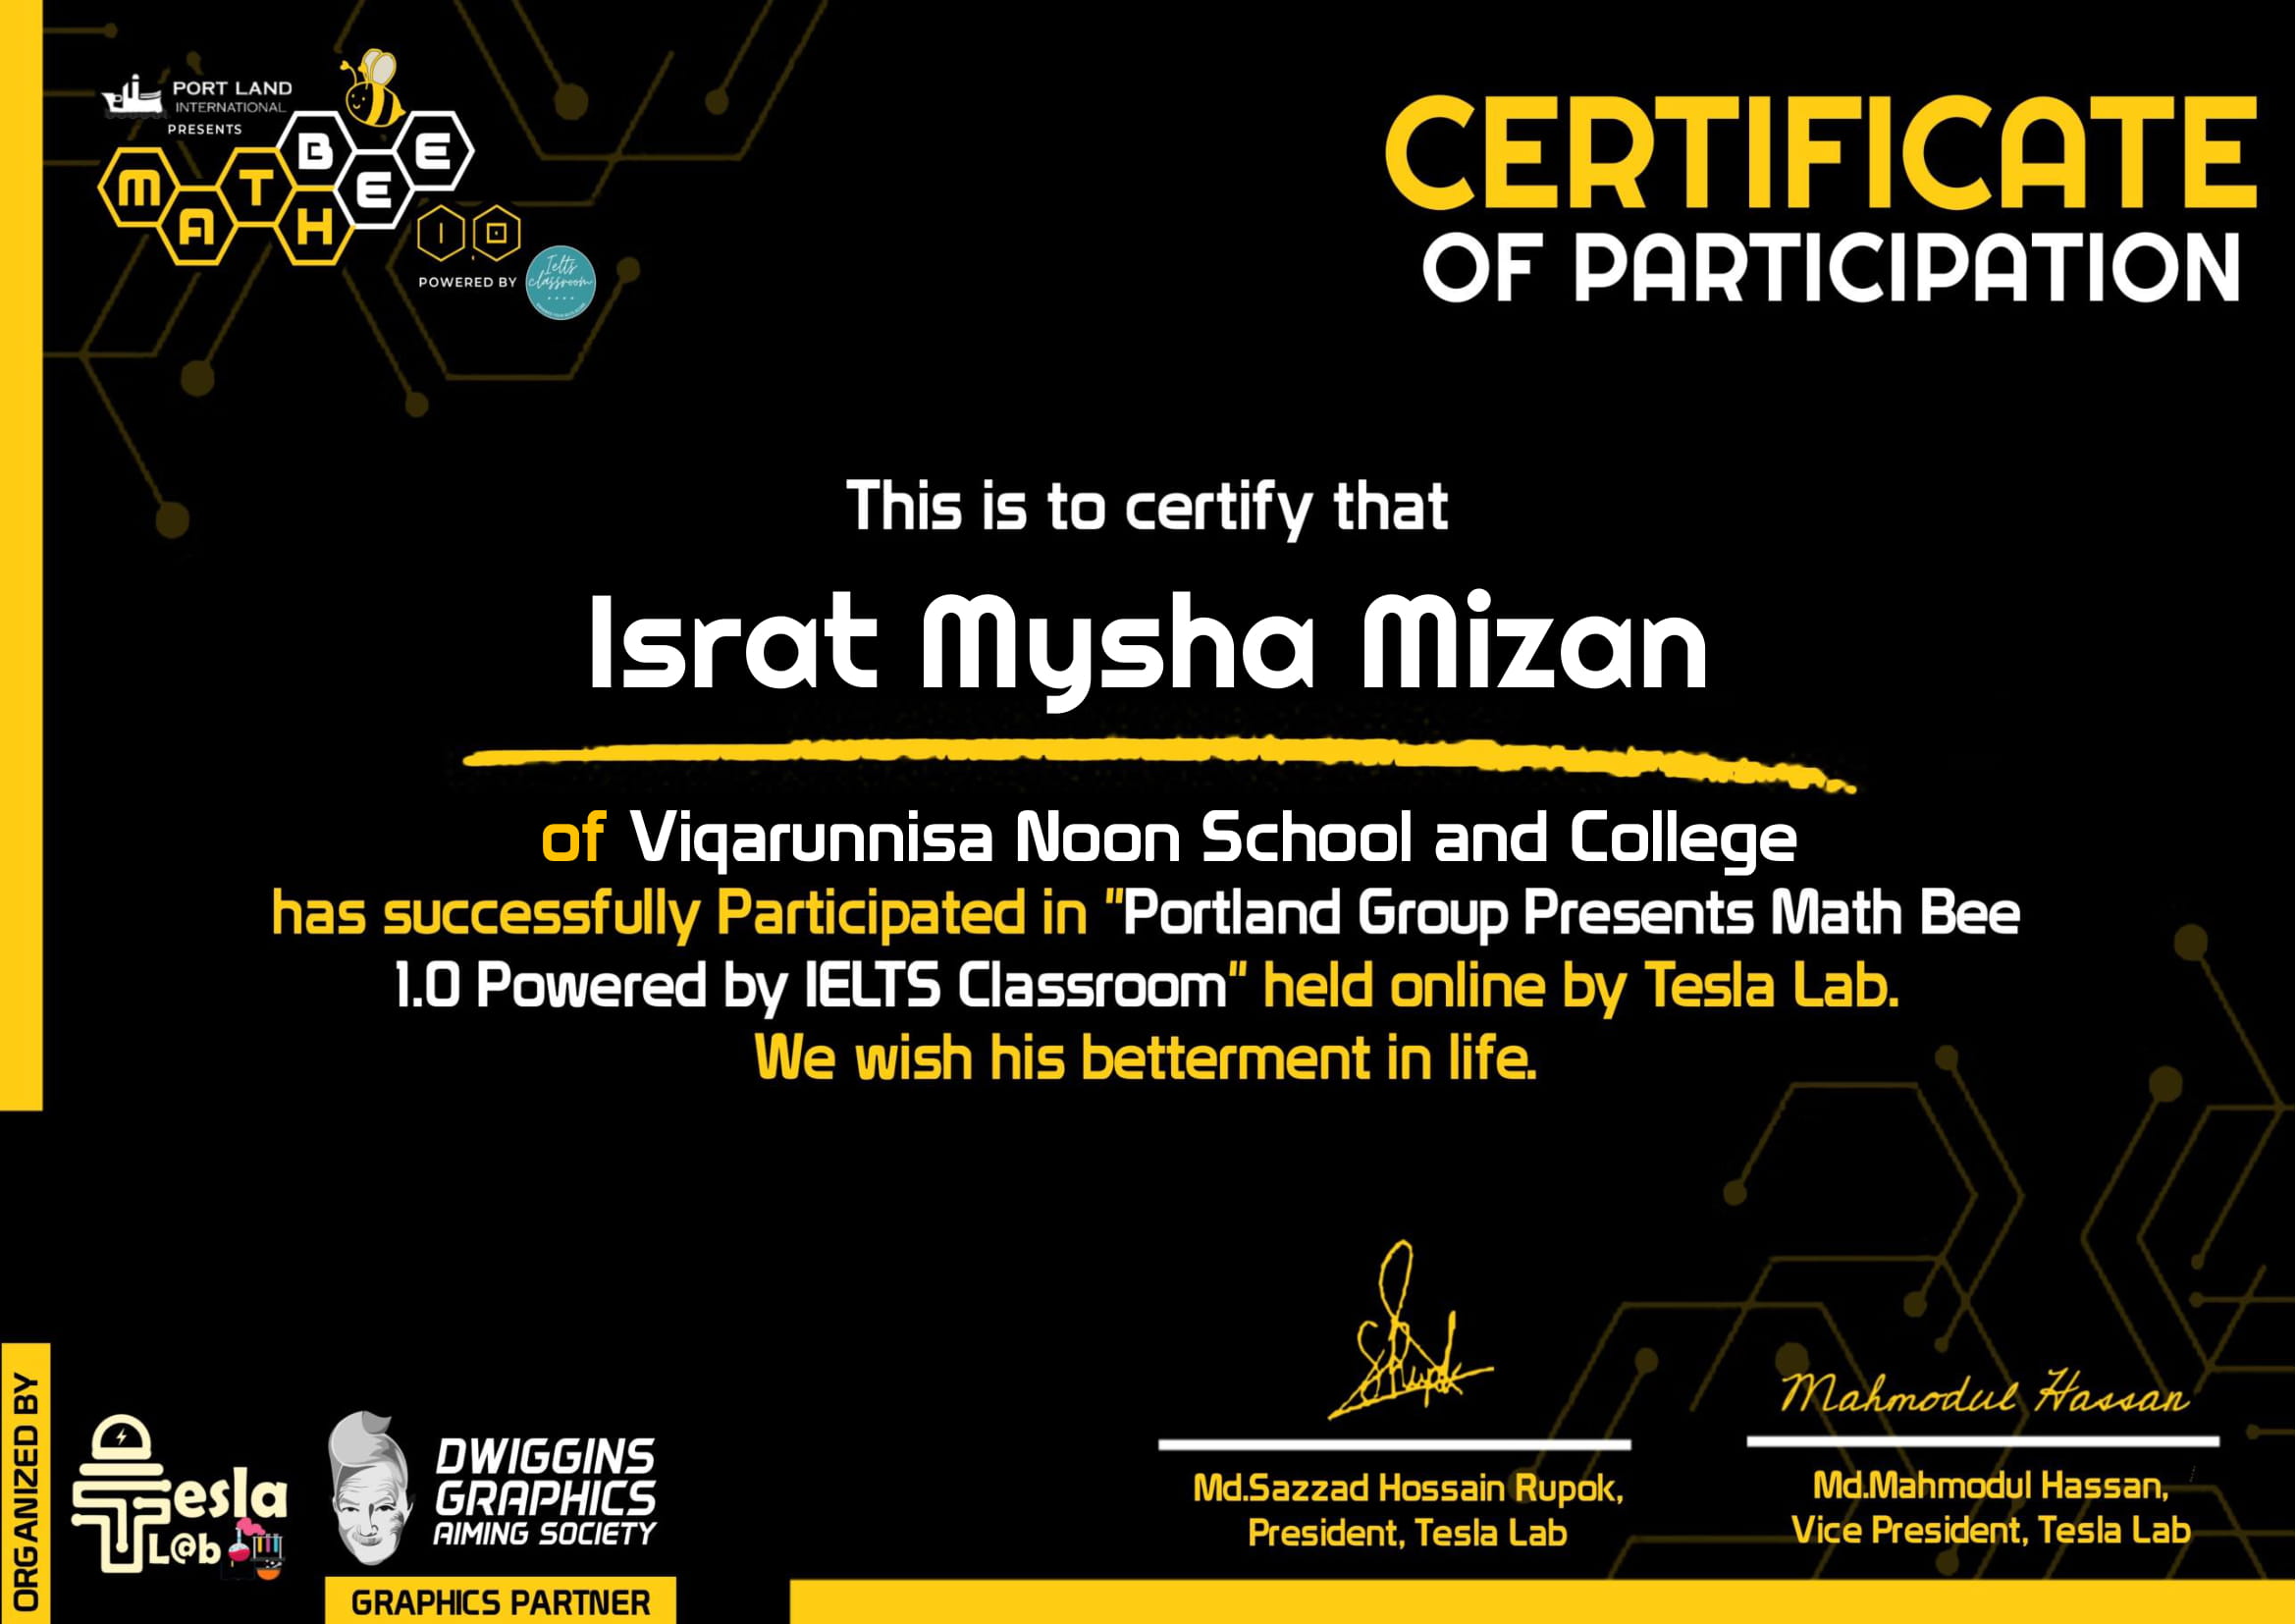 PORT LAND
INTERNATIONAL
PRESENTS
MATH BEE
1.0
POWERED BY
Ielts
classroom
CERTIFICATE
OF PARTICIPATION
This is to certify that
Israt Mysha Mizan
of Viqarunnisa Noon School and College
has successfully Participated in "Portland Group Presents Math Bee
1.0 Powered by IELTS Classroom" held online by Tesla Lab.
We wish his betterment in life.
ORGANIZED BY
Tesla
L@b
DWIGGINS
GRAPHICS
AIMING SOCIETY
GRAPHICS PARTNER
SRupok
Md.Sazzad Hossain Rupok,
President, Tesla Lab
Mahmodul Hassan
Md.Mahmodul Hassan,
Vice President, Tesla Lab